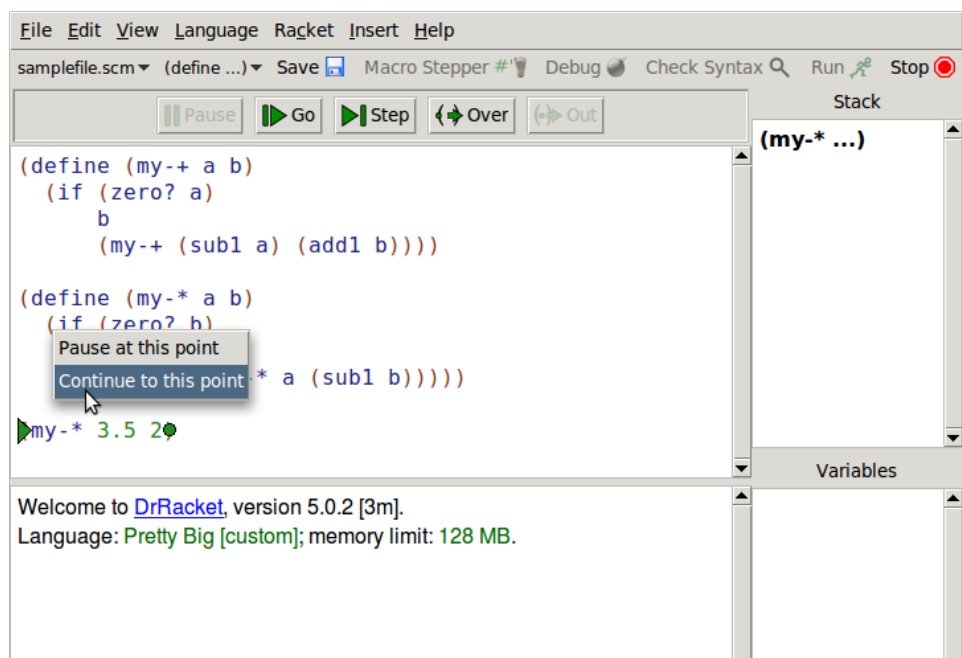 File Edit View Language Racket Insert Help
samplefile.scm (define ...) Save Macro Stepper #' Debug Check Syntax Run Stop
Pause Go Step Over Out
Stack
(my-* ...)
(define (my-+ a b)
(if (zero? a)
b
(my-+ (sub1 a) (add1 b))))
(define (my-* a b)
(if (zero? b)
Pause at this point
Continue to this point
* a (sub1 b)))))
my-* 3.5 2
Variables
Welcome to DrRacket, version 5.0.2 [3m].
Language: Pretty Big [custom]; memory limit: 128 MB.